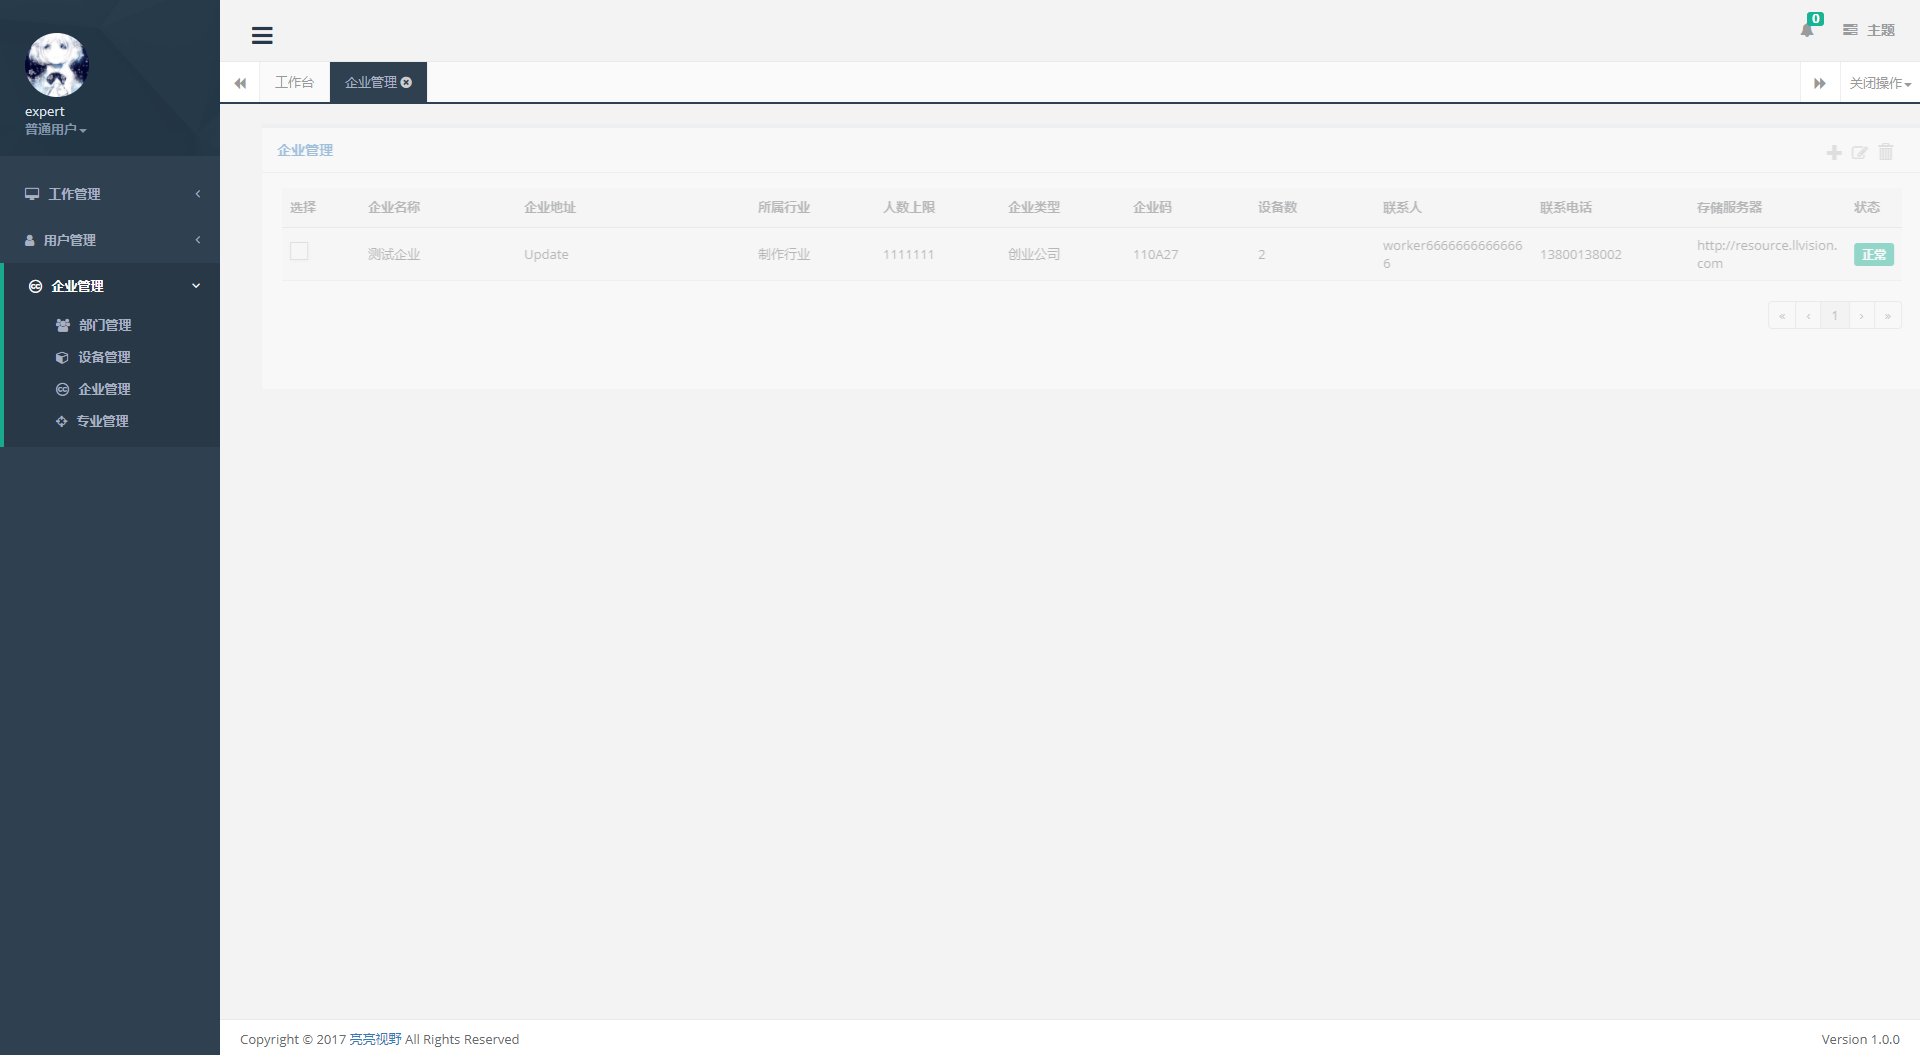 expert
普通用户
工作管理
用户管理
企业管理
部门管理
设备管理
企业管理
专业管理
0
主题
工作台
企业管理
关闭操作
企业管理
选择 企业名称 企业地址 所属行业 人数上限 企业类型 企业码 设备数 联系人 联系电话 存储服务器 状态
测试企业 Update 制作行业 1111111 创业公司 110A27 2 worker6666666666666 13800138002 http://resource.llvision. 正常
6 com
« ‹ 1 › »
Copyright © 2017 亮亮视野 All Rights Reserved
Version 1.0.0